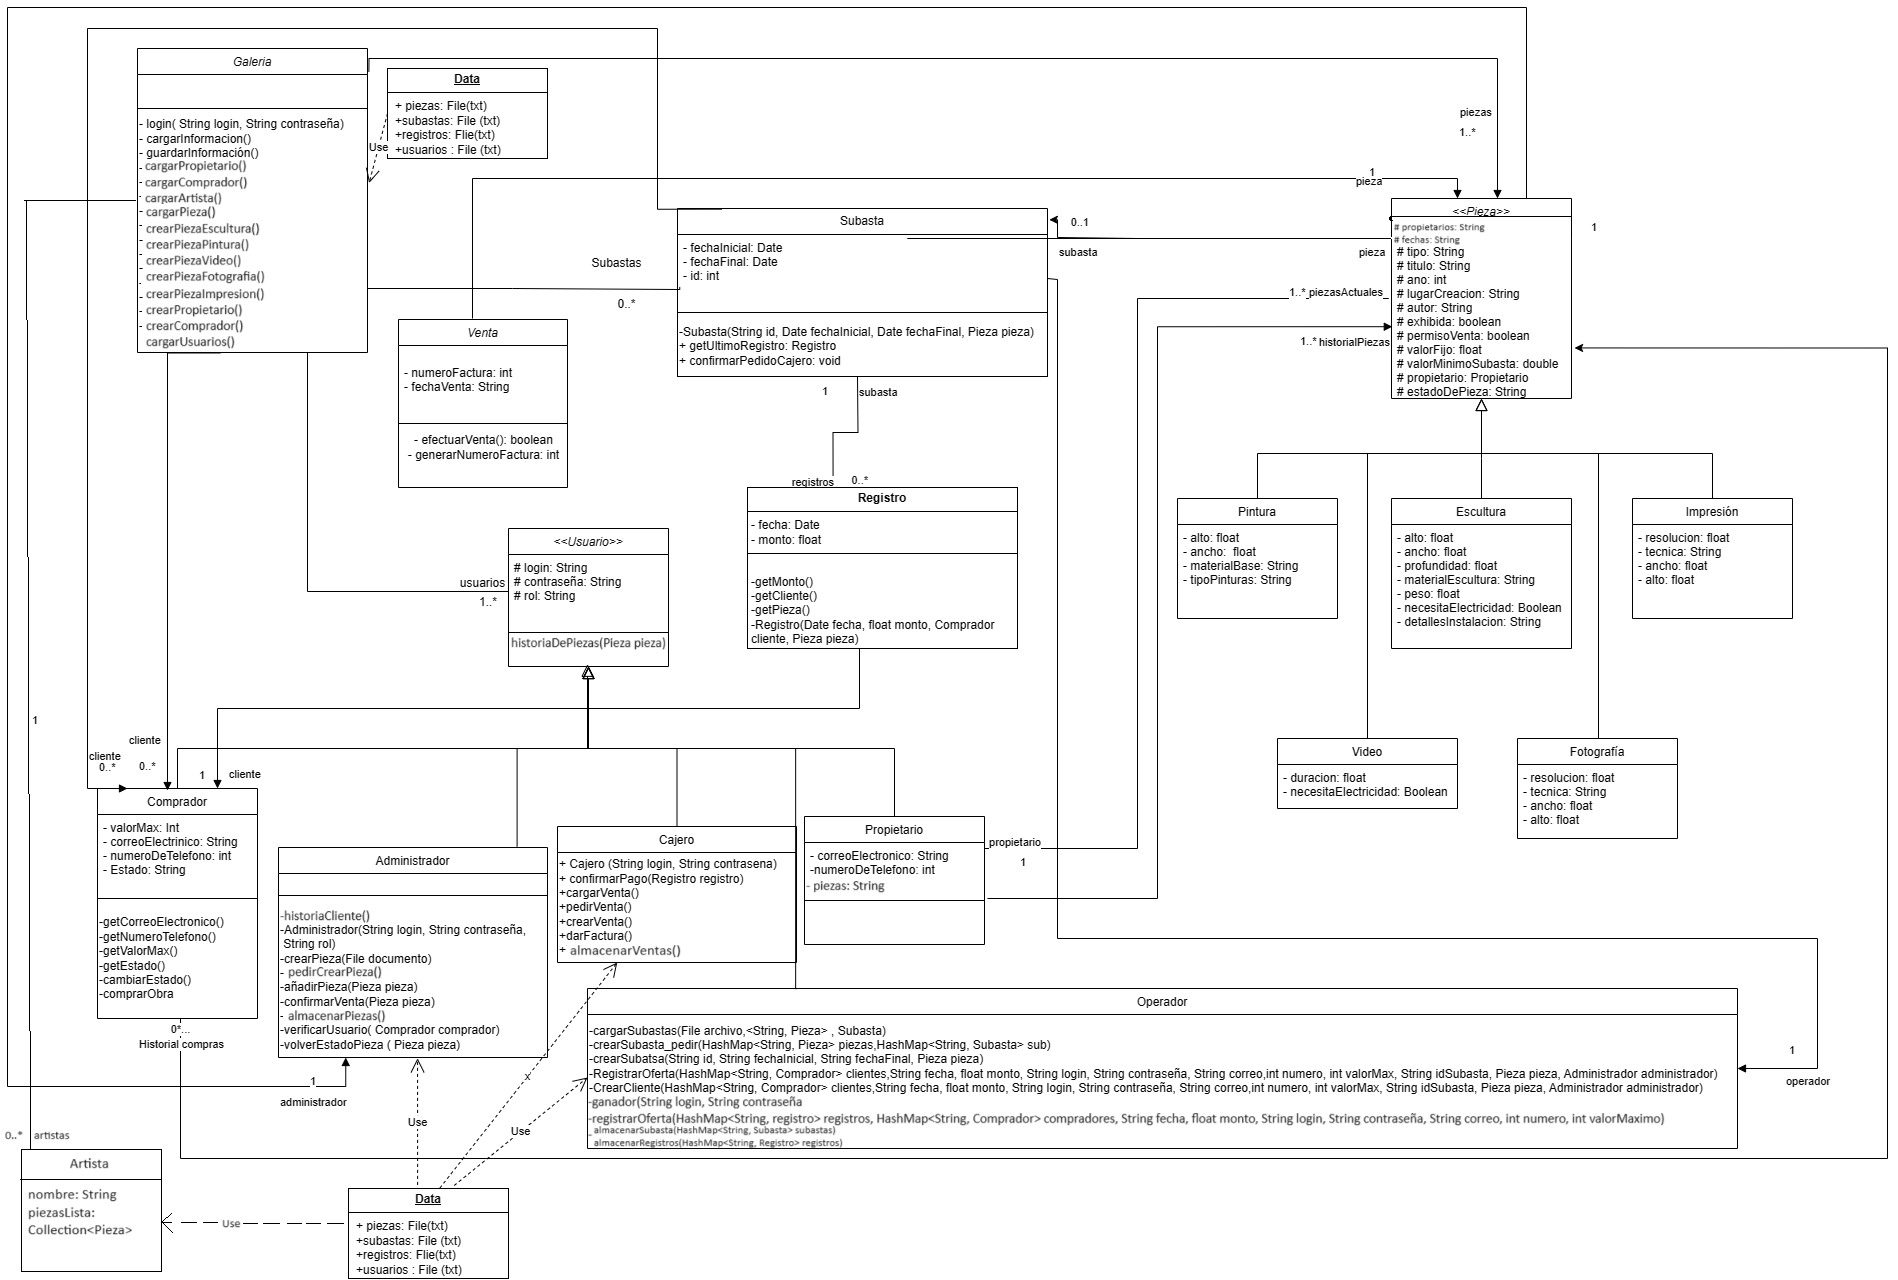 Galeria
- login( String login, String contraseña)
- cargarInformacion()
- guardarInformación()
- cargarPropietario()
- cargarComprador()
- cargarArtista()
- cargarPieza()
- crearPiezaEscultura()
- crearPiezaPintura()
- crearPiezaVideo()
- crearPiezaFotografia()
- crearPiezaImpresion()
- crearPropietario()
- crearComprador()
cargarUsuarios()
Data
+ piezas: File(txt)
+subastas: File (txt)
+registros: Flie(txt)
+usuarios : File (txt)
Use
piezas
1..*
1
pieza
Subasta
- fechaInicial: Date
- fechaFinal: Date
- id: int
-Subasta(String id, Date fechaInicial, Date fechaFinal, Pieza pieza)
+ getUltimoRegistro: Registro
+ confirmarPedidoCajero: void
Subastas
0..*
0..1
subasta
pieza
<<Pieza>>
# propietarios: String
# fechas: String
# tipo: String
# titulo: String
# ano: int
# lugarCreacion: String
# autor: String
# exhibida: boolean
# permisoVenta: boolean
# valorFijo: float
# valorMinimoSubasta: double
# propietario: Propietario
# estadoDePieza: String
1
1..* piezasActuales
1..* historialPiezas
Venta
- numeroFactura: int
- fechaVenta: String
- efectuarVenta(): boolean
- generarNumeroFactura: int
1
subasta
registros
0..*
Registro
- fecha: Date
- monto: float
-getMonto()
-getCliente()
-getPieza()
-Registro(Date fecha, float monto, Comprador
cliente, Pieza pieza)
<<Usuario>>
# login: String
# contraseña: String
# rol: String
historiaDePiezas(Pieza pieza)
usuarios
1..*
Pintura
- alto: float
- ancho:  float
- materialBase: String
- tipoPinturas: String
Escultura
- alto: float
- ancho: float
- profundidad: float
- materialEscultura: String
- peso: float
- necesitaElectricidad: Boolean
- detallesInstalacion: String
Impresión
- resolucion: float
- tecnica: String
- ancho: float
- alto: float
Video
- duracion: float
- necesitaElectricidad: Boolean
Fotografía
- resolucion: float
- tecnica: String
- ancho: float
- alto: float
1
cliente
0..*
cliente
0..*
1
cliente
Comprador
- valorMax: Int
- correoElectrinico: String
- numeroDeTelefono: int
- Estado: String
-getCorreoElectronico()
-getNumeroTelefono()
-getValorMax()
-getEstado()
-cambiarEstado()
-comprarObra
0*...
Historial compras
Administrador
-historiaCliente()
-Administrador(String login, String contraseña,
String rol)
-crearPieza(File documento)
- pedirCrearPieza()
-añadirPieza(Pieza pieza)
-confirmarVenta(Pieza pieza)
- almacenarPiezas()
-verificarUsuario( Comprador comprador)
-volverEstadoPieza ( Pieza pieza)
1
administrador
Cajero
+ Cajero (String login, String contrasena)
+ confirmarPago(Registro registro)
+cargarVenta()
+pedirVenta()
+crearVenta()
+darFactura()
+ almacenarVentas()
Propietario
- correoElectronico: String
-numeroDeTelefono: int
- piezas: String
propietario
1
Operador
-cargarSubastas(File archivo,<String, Pieza> , Subasta)
-crearSubasta_pedir(HashMap<String, Pieza> piezas,HashMap<String, Subasta> sub)
-crearSubatsa(String id, String fechaInicial, String fechaFinal, Pieza pieza)
-RegistrarOferta(HashMap<String, Comprador> clientes,String fecha, float monto, String login, String contraseña, String correo,int numero, int valorMax, String idSubasta, Pieza pieza, Administrador administrador)
-CrearCliente(HashMap<String, Comprador> clientes,String fecha, float monto, String login, String contraseña, String correo,int numero, int valorMax, String idSubasta, Pieza pieza, Administrador administrador)
-ganador(String login, String contraseña
-registrarOferta(HashMap<String, registro> registros, HashMap<String, Comprador> compradores, String fecha, float monto, String login, String contraseña, String correo, int numero, int valorMaximo)
- almacenarSubasta(HashMap<String, Subasta> subastas)
almacenarRegistros(HashMap<String, Registro> registros)
1
operador
x
Use
Use
0..*
artistas
Artista
nombre: String
piezasLista:
Collection<Pieza>
Use
Data
+ piezas: File(txt)
+subastas: File (txt)
+registros: Flie(txt)
+usuarios : File (txt)